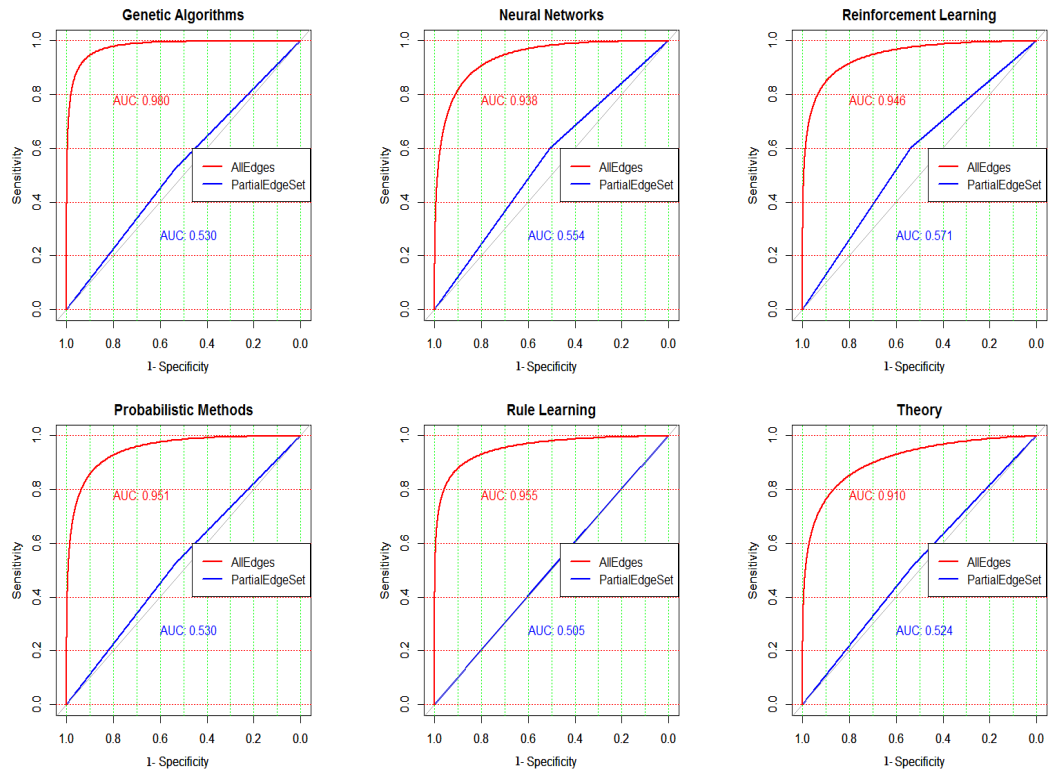 Genetic Algorithms
Sensitivity
1.0
0.8
0.6
0.4
0.2
0.0
AUC: 0.980
AllEdges
PartialEdgeSet
AUC: 0.530
1.0 0.8 0.6 0.4 0.2 0.0
1- Specificity
Neural Networks
Sensitivity
1.0
0.8
0.6
0.4
0.2
0.0
AUC: 0.938
AllEdges
PartialEdgeSet
AUC: 0.554
1.0 0.8 0.6 0.4 0.2 0.0
1- Specificity
Reinforcement Learning
Sensitivity
1.0
0.8
0.6
0.4
0.2
0.0
AUC: 0.946
AllEdges
PartialEdgeSet
AUC: 0.571
1.0 0.8 0.6 0.4 0.2 0.0
1- Specificity
Probabilistic Methods
Sensitivity
1.0
0.8
0.6
0.4
0.2
0.0
AUC: 0.951
AllEdges
PartialEdgeSet
AUC: 0.530
1.0 0.8 0.6 0.4 0.2 0.0
1- Specificity
Rule Learning
Sensitivity
1.0
0.8
0.6
0.4
0.2
0.0
AUC: 0.955
AllEdges
PartialEdgeSet
AUC: 0.505
1.0 0.8 0.6 0.4 0.2 0.0
1- Specificity
Theory
Sensitivity
1.0
0.8
0.6
0.4
0.2
0.0
AUC: 0.910
AllEdges
PartialEdgeSet
AUC: 0.524
1.0 0.8 0.6 0.4 0.2 0.0
1- Specificity